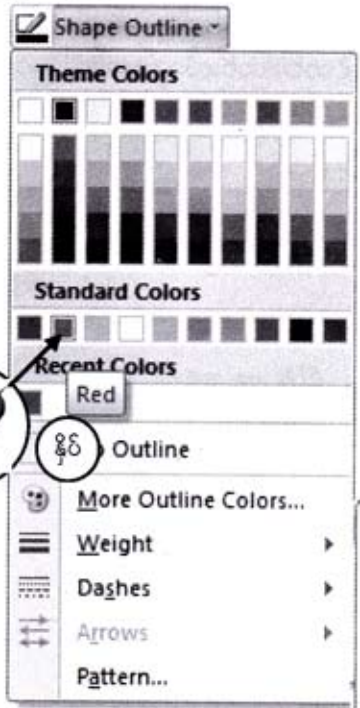 Shape Outline
Theme Colors
Standard Colors
Recent Colors
Red
Outline
More Outline Colors...
Weight
Dashes
Arrows
Pattern...